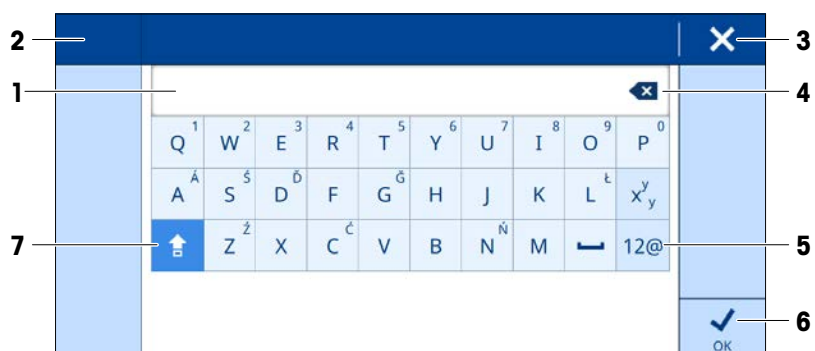 2 3
1 4
Q 1 W 2 E 3 R 4 T 5 Y 6 U 7 I 8 O 9 P 0
A Á S Ś D Ď F G Ğ H J K L Ł xʸy
7 Z Ź X C Ć V B N Ń M 12@ 5
6
OK